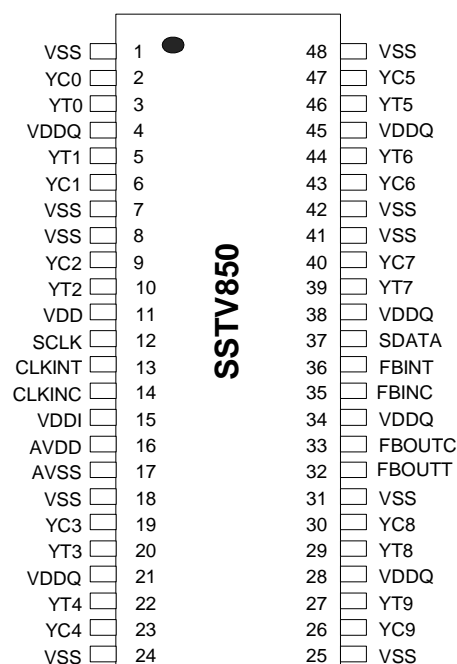 VSS 1 48 VSS
YC0 2 47 YC5
YT0 3 46 YT5
VDDQ 4 45 VDDQ
YT1 5 44 YT6
YC1 6 43 YC6
VSS 7 42 VSS
VSS 8 41 VSS
YC2 9 40 YC7
YT2 10 39 YT7
VDD 11 38 VDDQ
SCLK 12 37 SDATA
CLKINT 13 36 FBINT
CLKINC 14 35 FBINC
VDDI 15 34 VDDQ
AVDD 16 33 FBOUTC
AVSS 17 32 FBOUTT
VSS 18 31 VSS
YC3 19 30 YC8
YT3 20 29 YT8
VDDQ 21 28 VDDQ
YT4 22 27 YT9
YC4 23 26 YC9
VSS 24 25 VSS
SSTV850